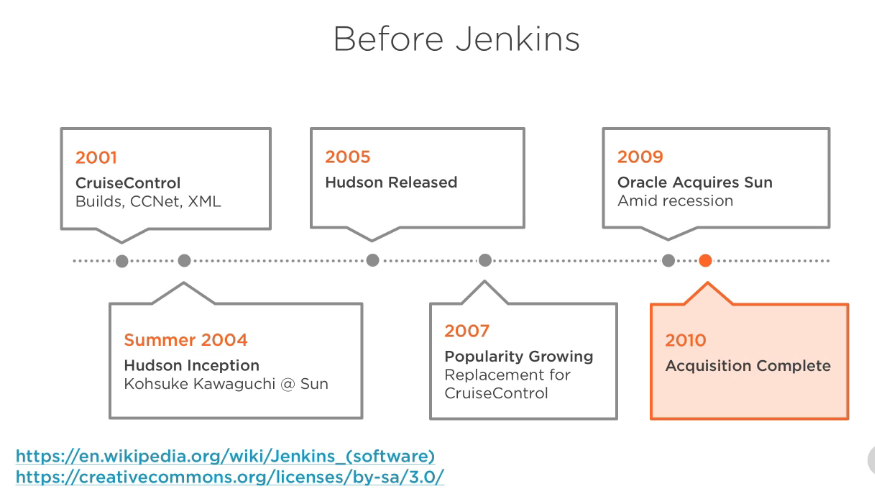 Before Jenkins
2001
CruiseControl
Builds, CCNet, XML
2005
Hudson Released
2009
Oracle Acquires Sun
Amid recession
Summer 2004
Hudson Inception
Kohsuke Kawaguchi @ Sun
2007
Popularity Growing
Replacement for
CruiseControl
2010
Acquisition Complete
https://en.wikipedia.org/wiki/Jenkins_(software)
https://creativecommons.org/licenses/by-sa/3.0/